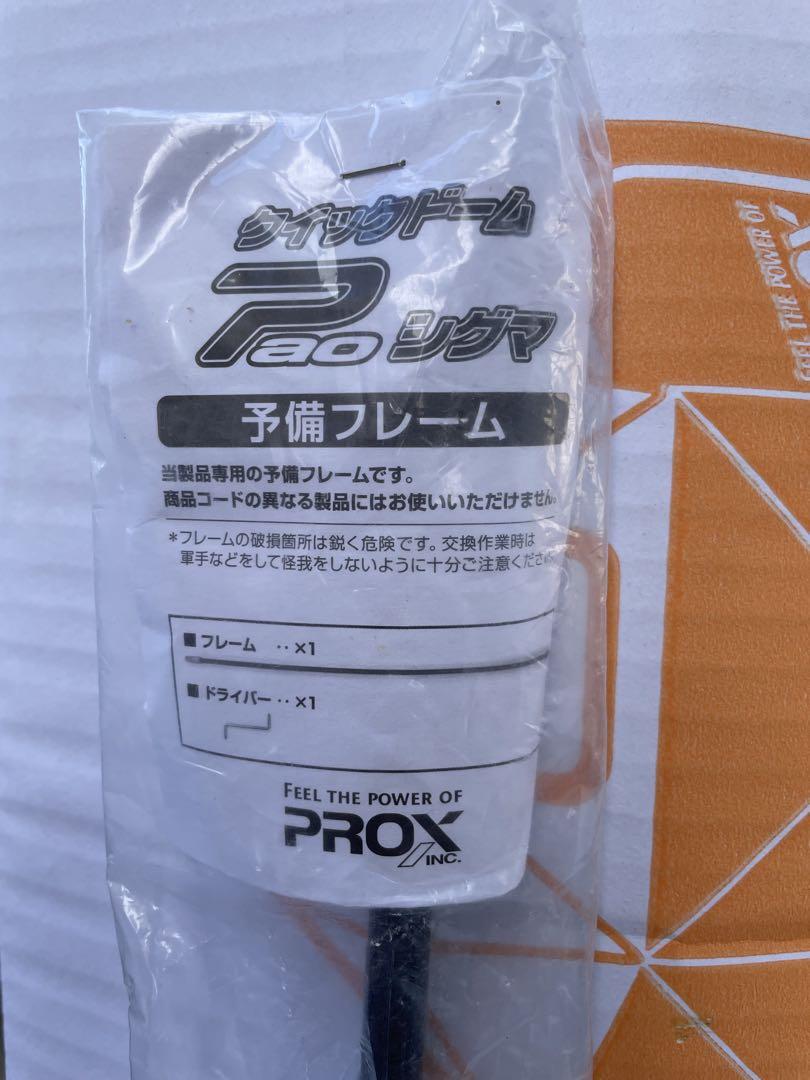 クイックドーム
Pao シグマ
予備フレーム
当製品専用の予備フレームです。
商品コードの異なる製品にはお使いいただけません。
*フレームの破損箇所は鋭く危険です。交換作業時は
軍手などをして怪我をしないように十分ご注意くださ
■フレーム ‥×1
■ドライバー‥×1
FEEL THE POWER OF
PROX
INC.
FEEL THE POWER OF